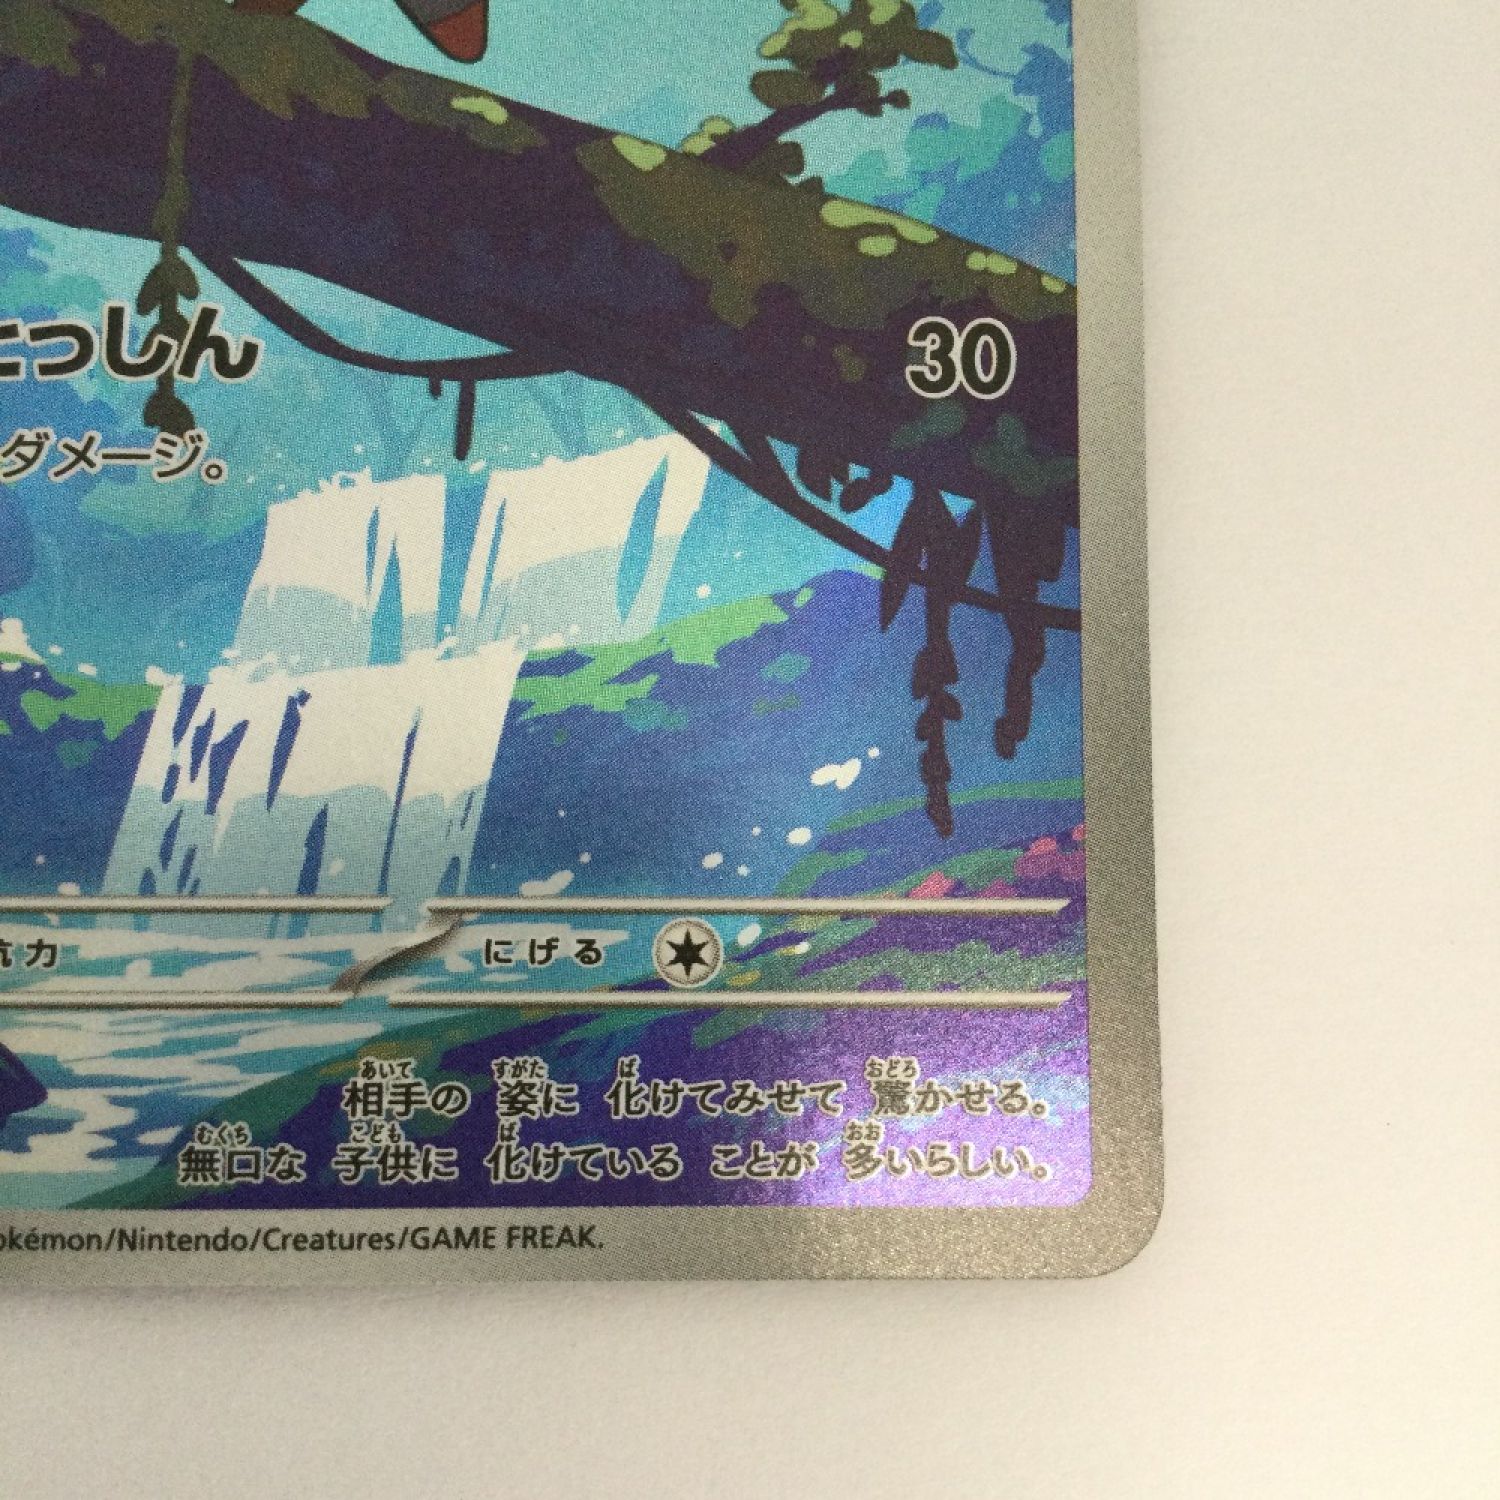 とっしん 30
ダメージ。
抗力 にげる
あいて すがた ば おどろ
相手の 姿に 化けてみせて 驚かせる。
むくち こども ば おお
無口な 子供に 化けている ことが 多いらしい。
okémon/Nintendo/Creatures/GAME FREAK.